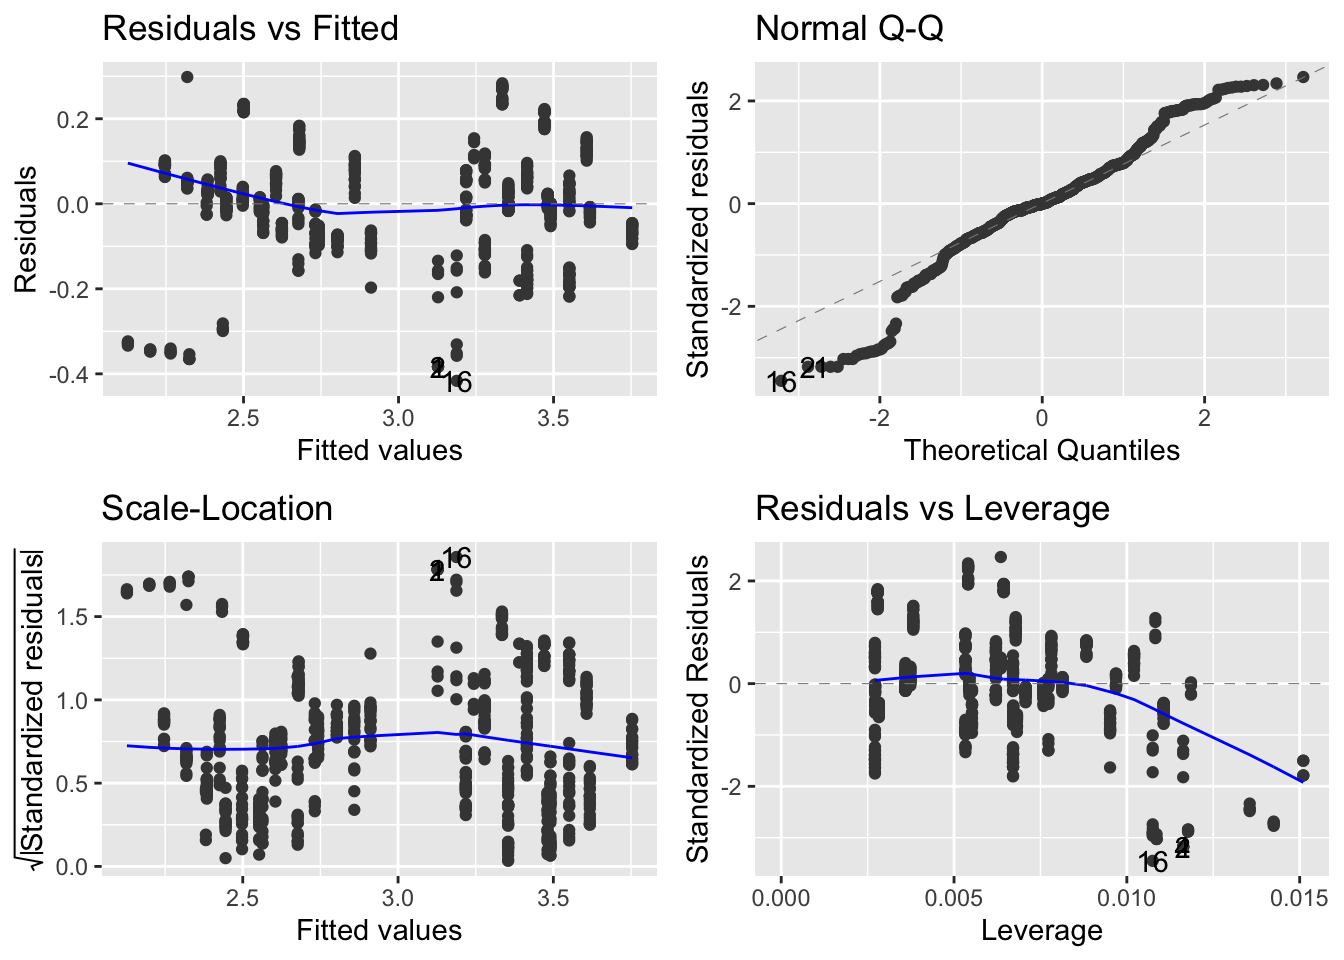 Residuals vs Fitted
Residuals
0.2
0.0
-0.2
-0.4
16
2.5
3.0
3.5
Fitted values
Normal Q-Q
Standardized residuals
2
0
-2
16
21
-2
0
2
Theoretical Quantiles
Scale-Location
√|Standardized residuals|
1.5
1.0
0.5
0.0
16
2.5
3.0
3.5
Fitted values
Residuals vs Leverage
Standardized Residuals
2
0
-2
16
0.000
0.005
0.010
0.015
Leverage